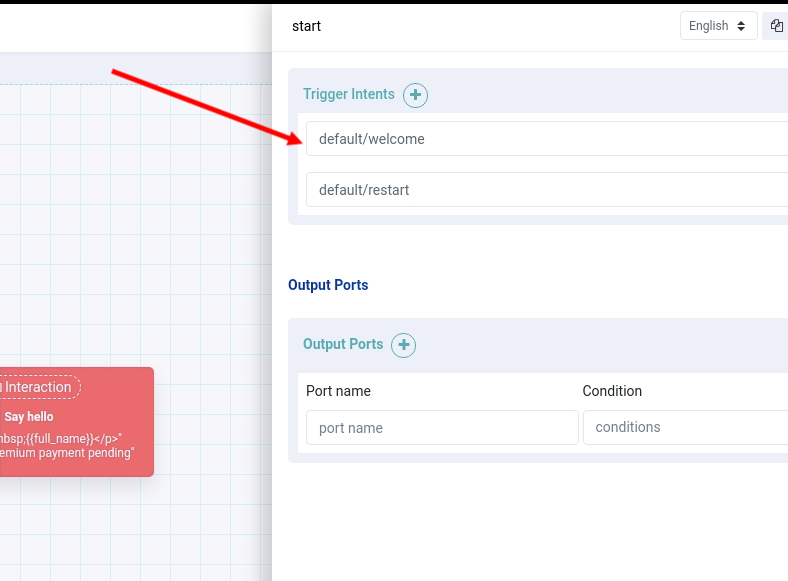 start
English
Trigger Intents
default/welcome
default/restart
Output Ports
Output Ports
Port name Condition
port name conditions
Interaction
Say hello
nbsp;{{full_name}}</p>"
emium payment pending"